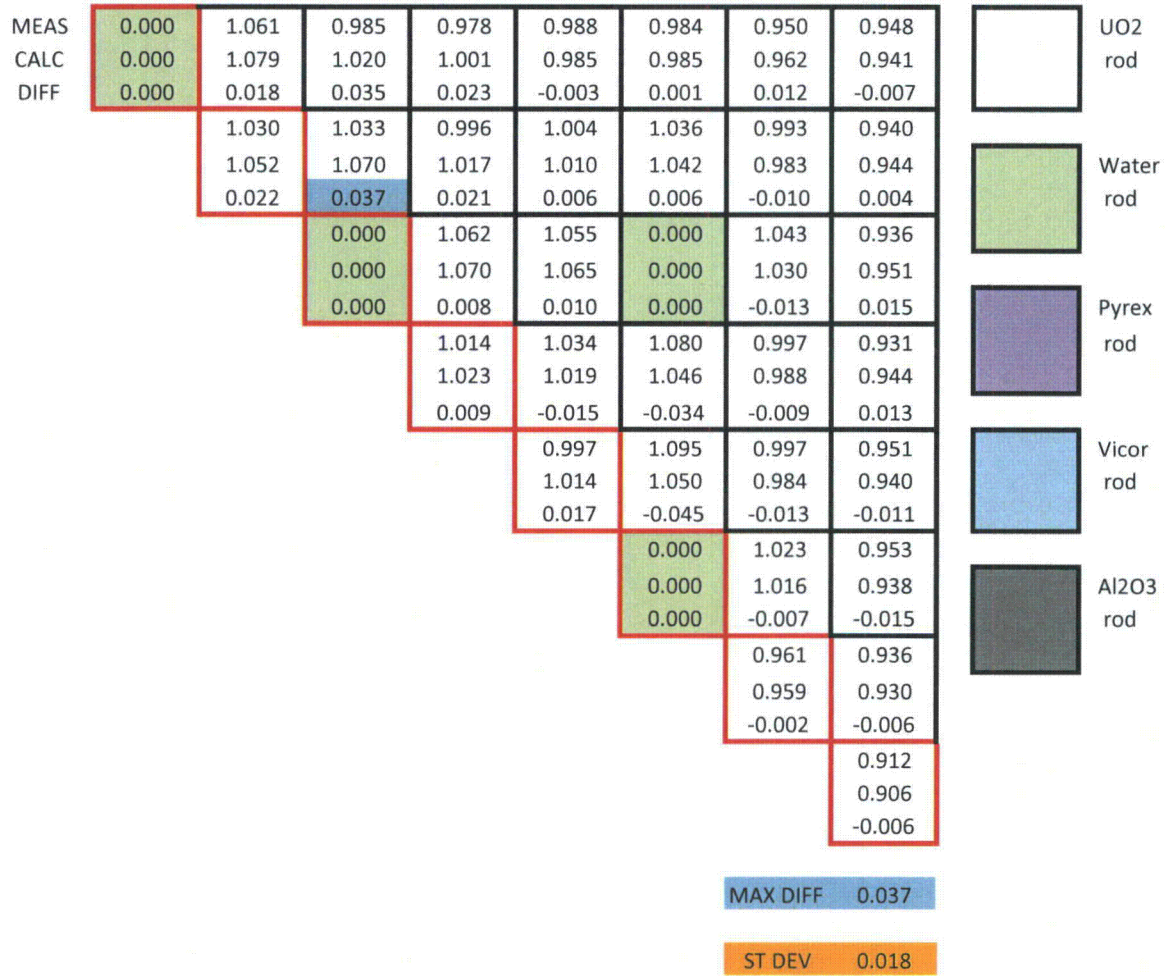 MEAS 0.000 1.061 0.985 0.978 0.988 0.984 0.950 0.948 UO2
CALC 0.000 1.079 1.020 1.001 0.985 0.985 0.962 0.941 rod
DIFF 0.000 0.018 0.035 0.023 -0.003 0.001 0.012 -0.007
1.030 1.033 0.996 1.004 1.036 0.993 0.940
1.052 1.070 1.017 1.010 1.042 0.983 0.944 Water
0.022 0.037 0.021 0.006 0.006 -0.010 0.004 rod
0.000 1.062 1.055 0.000 1.043 0.936
0.000 1.070 1.065 0.000 1.030 0.951
0.000 0.008 0.010 0.000 -0.013 0.015 Pyrex
1.014 1.034 1.080 0.997 0.931 rod
1.023 1.019 1.046 0.988 0.944
0.009 -0.015 -0.034 -0.009 0.013
0.997 1.095 0.997 0.951 Vicor
1.014 1.050 0.984 0.940 rod
0.017 -0.045 -0.013 -0.011
0.000 1.023 0.953
0.000 1.016 0.938 Al2O3
0.000 -0.007 -0.015 rod
0.961 0.936
0.959 0.930
-0.002 -0.006
0.912
0.906
-0.006
MAX DIFF 0.037
ST DEV 0.018